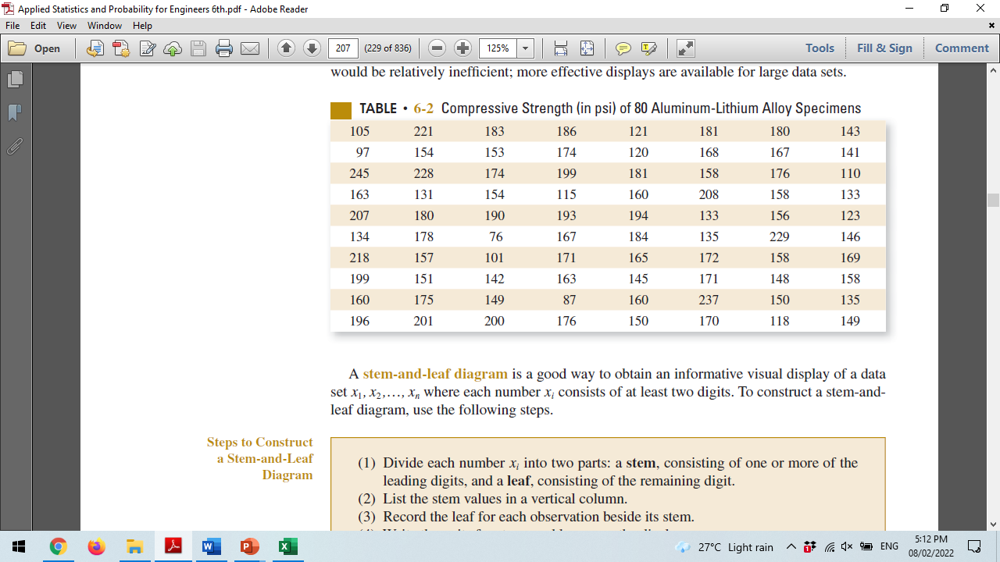 Applied Statistics and Probability for Engineers 6th.pdf - Adobe Reader
File Edit View Window Help
Open 207 (229 of 836) 125% Tools Fill & Sign Comment
would be relatively inefficient; more effective displays are available for large data sets.
TABLE • 6-2 Compressive Strength (in psi) of 80 Aluminum-Lithium Alloy Specimens
105 221 183 186 121 181 180 143
97 154 153 174 120 168 167 141
245 228 174 199 181 158 176 110
163 131 154 115 160 208 158 133
207 180 190 193 194 133 156 123
134 178 76 167 184 135 229 146
218 157 101 171 165 172 158 169
199 151 142 163 145 171 148 158
160 175 149 87 160 237 150 135
196 201 200 176 150 170 118 149
A stem-and-leaf diagram is a good way to obtain an informative visual display of a data
set x1, x2,…, xn where each number xi consists of at least two digits. To construct a stem-and-
leaf diagram, use the following steps.
Steps to Construct
a Stem-and-Leaf
Diagram
(1) Divide each number xi into two parts: a stem, consisting of one or more of the
leading digits, and a leaf, consisting of the remaining digit.
(2) List the stem values in a vertical column.
(3) Record the leaf for each observation beside its stem.
27°C Light rain ENG 5:12 PM
08/02/2022